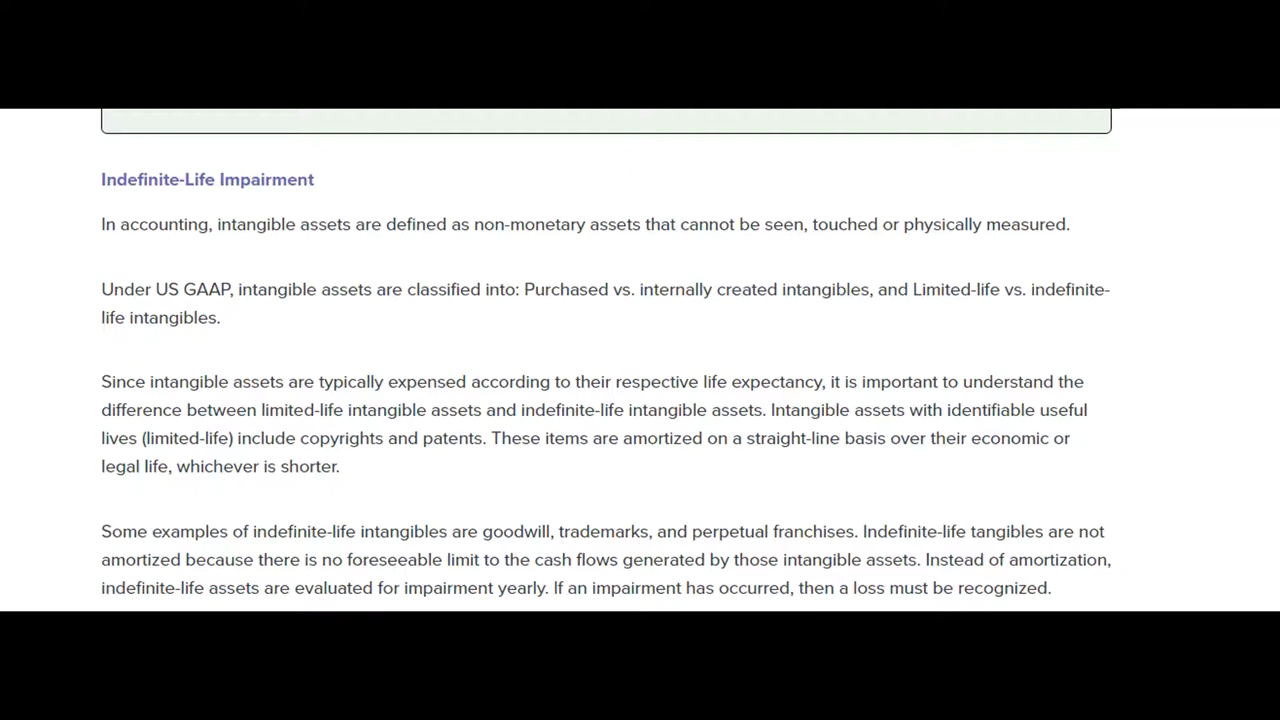 Indefinite-Life Impairment
In accounting, intangible assets are defined as non-monetary assets that cannot be seen, touched or physically measured.
Under US GAAP, intangible assets are classified into: Purchased vs. internally created intangibles, and Limited-life vs. indefinite-
life intangibles.
Since intangible assets are typically expensed according to their respective life expectancy, it is important to understand the
difference between limited-life intangible assets and indefinite-life intangible assets. Intangible assets with identifiable useful
lives (limited-life) include copyrights and patents. These items are amortized on a straight-line basis over their economic or
legal life, whichever is shorter.
Some examples of indefinite-life intangibles are goodwill, trademarks, and perpetual franchises. Indefinite-life tangibles are not
amortized because there is no foreseeable limit to the cash flows generated by those intangible assets. Instead of amortization,
indefinite-life assets are evaluated for impairment yearly. If an impairment has occurred, then a loss must be recognized.